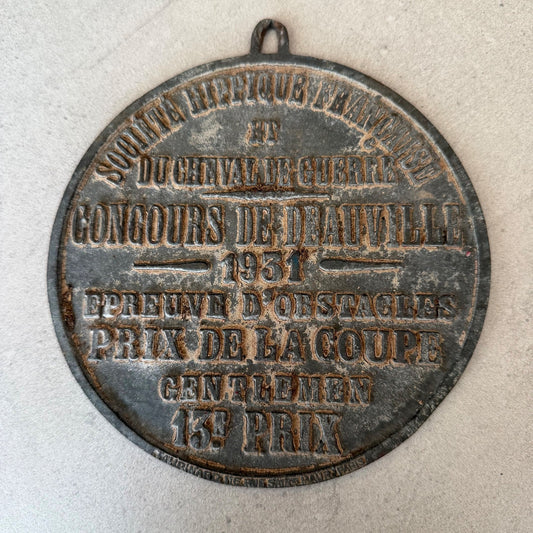 SOCIÉTÉ HIPPIQUE FRANÇAISE
ET
DU CHEVAL DE GUERRE
CONCOURS DE DEAUVILLE
1931
EPREUVE D'OBSTACLES
PRIX DE LA COUPE
GENTLEMEN
13E PRIX
PARIS